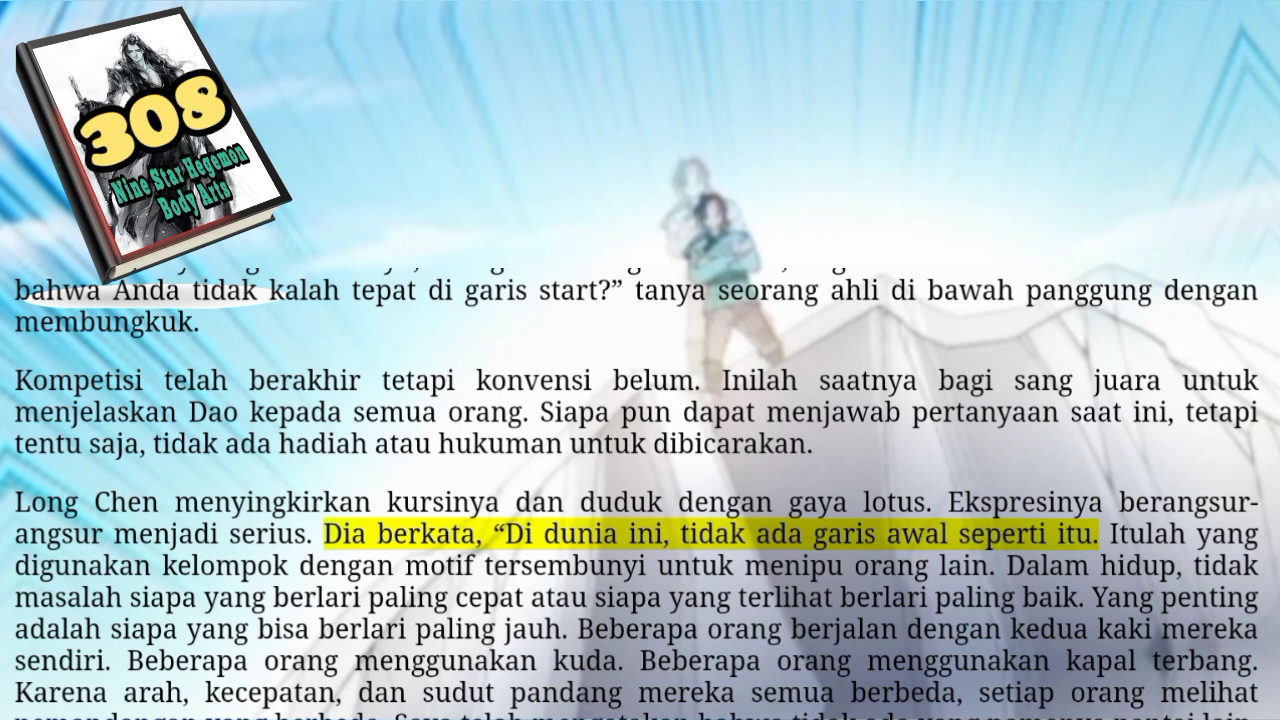 308
Nine Star Hegemon
Body Arts
bahwa Anda tidak kalah tepat di garis start?” tanya seorang ahli di bawah panggung dengan
membungkuk.
Kompetisi telah berakhir tetapi konvensi belum. Inilah saatnya bagi sang juara untuk
menjelaskan Dao kepada semua orang. Siapa pun dapat menjawab pertanyaan saat ini, tetapi
tentu saja, tidak ada hadiah atau hukuman untuk dibicarakan.
Long Chen menyingkirkan kursinya dan duduk dengan gaya lotus. Ekspresinya berangsur-
angsur menjadi serius. Dia berkata, “Di dunia ini, tidak ada garis awal seperti itu. Itulah yang
digunakan kelompok dengan motif tersembunyi untuk menipu orang lain. Dalam hidup, tidak
masalah siapa yang berlari paling cepat atau siapa yang terlihat berlari paling baik. Yang penting
adalah siapa yang bisa berlari paling jauh. Beberapa orang berjalan dengan kedua kaki mereka
sendiri. Beberapa orang menggunakan kuda. Beberapa orang menggunakan kapal terbang.
Karena arah, kecepatan, dan sudut pandang mereka semua berbeda, setiap orang melihat